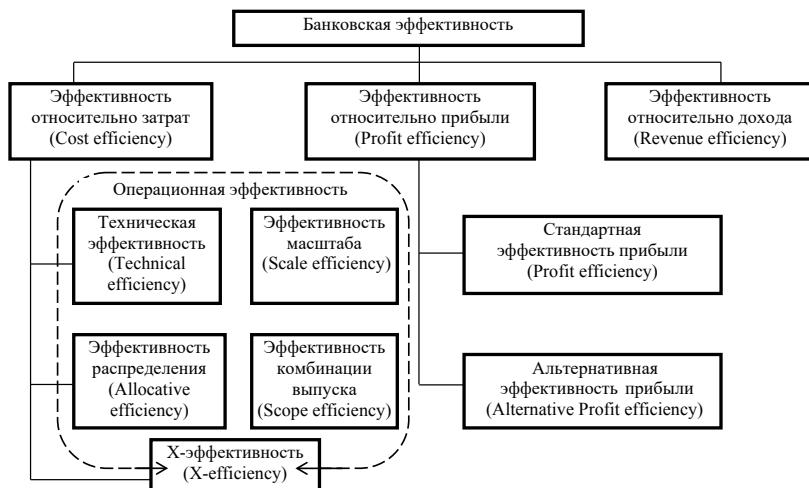 Банковская эффективность
Эффективность
относительно затрат
(Cost efficiency)
Эффективность
относительно прибыли
(Profit efficiency)
Эффективность
относительно дохода
(Revenue efficiency)
Операционная эффективность
Техническая
эффективность
(Technical
efficiency)
Эффективность
масштаба
(Scale efficiency)
Стандартная
эффективность прибыли
(Profit efficiency)
Эффективность
распределения
(Allocative
efficiency)
Эффективность
комбинации
выпуска
(Scope efficiency)
Альтернативная
эффективность прибыли
(Alternative Profit efficiency)
Х-эффективность
(X-efficiency)